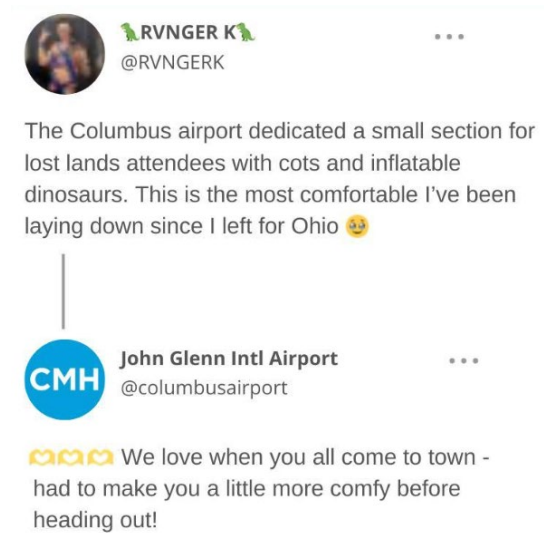 🦖RVNGER K🦖
@RVNGERK
The Columbus airport dedicated a small section for
lost lands attendees with cots and inflatable
dinosaurs. This is the most comfortable I've been
laying down since I left for Ohio 🥹
CMH
John Glenn Intl Airport
@columbusairport
🫶🫶🫶 We love when you all come to town -
had to make you a little more comfy before
heading out!